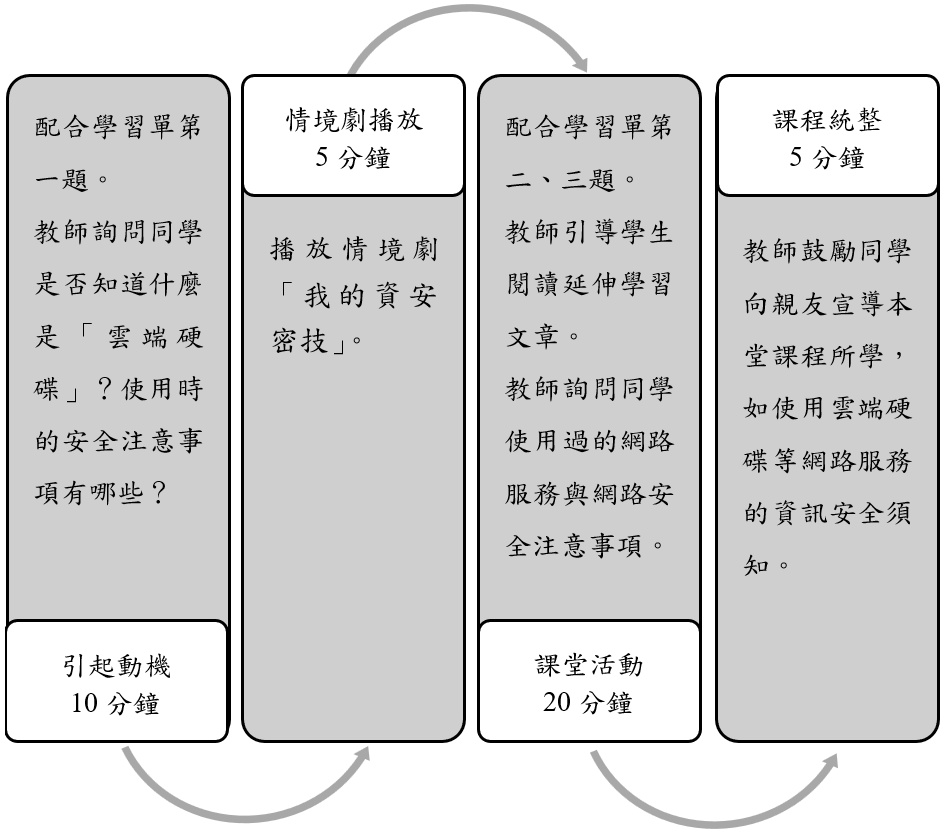 配合學習單第
一題。
教師詢問同學
是否知道什麼
是「雲端硬
碟」？使用時
的安全注意事
項有哪些？
引起動機
10 分鐘
情境劇播放
5 分鐘
播放情境劇
「我的資安
密技」。
配合學習單第
二、三題。
教師引導學生
閱讀延伸學習
文章。
教師詢問同學
使用過的網路
服務與網路安
全注意事項。
課堂活動
20 分鐘
課程統整
5 分鐘
教師鼓勵同學
向親友宣導本
堂課程所學，
如使用雲端硬
碟等網路服務
的資訊安全須
知。